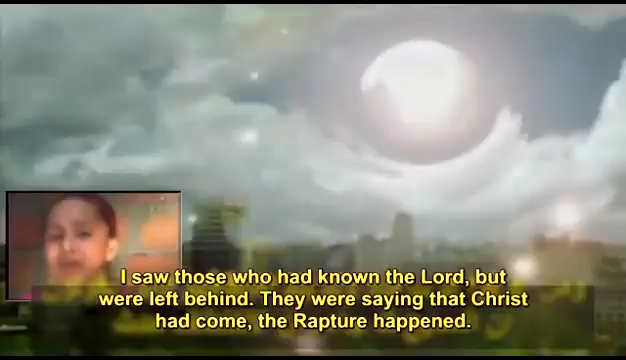 I saw those who had known the Lord, but
were left behind. They were saying that Christ
had come, the Rapture happened.